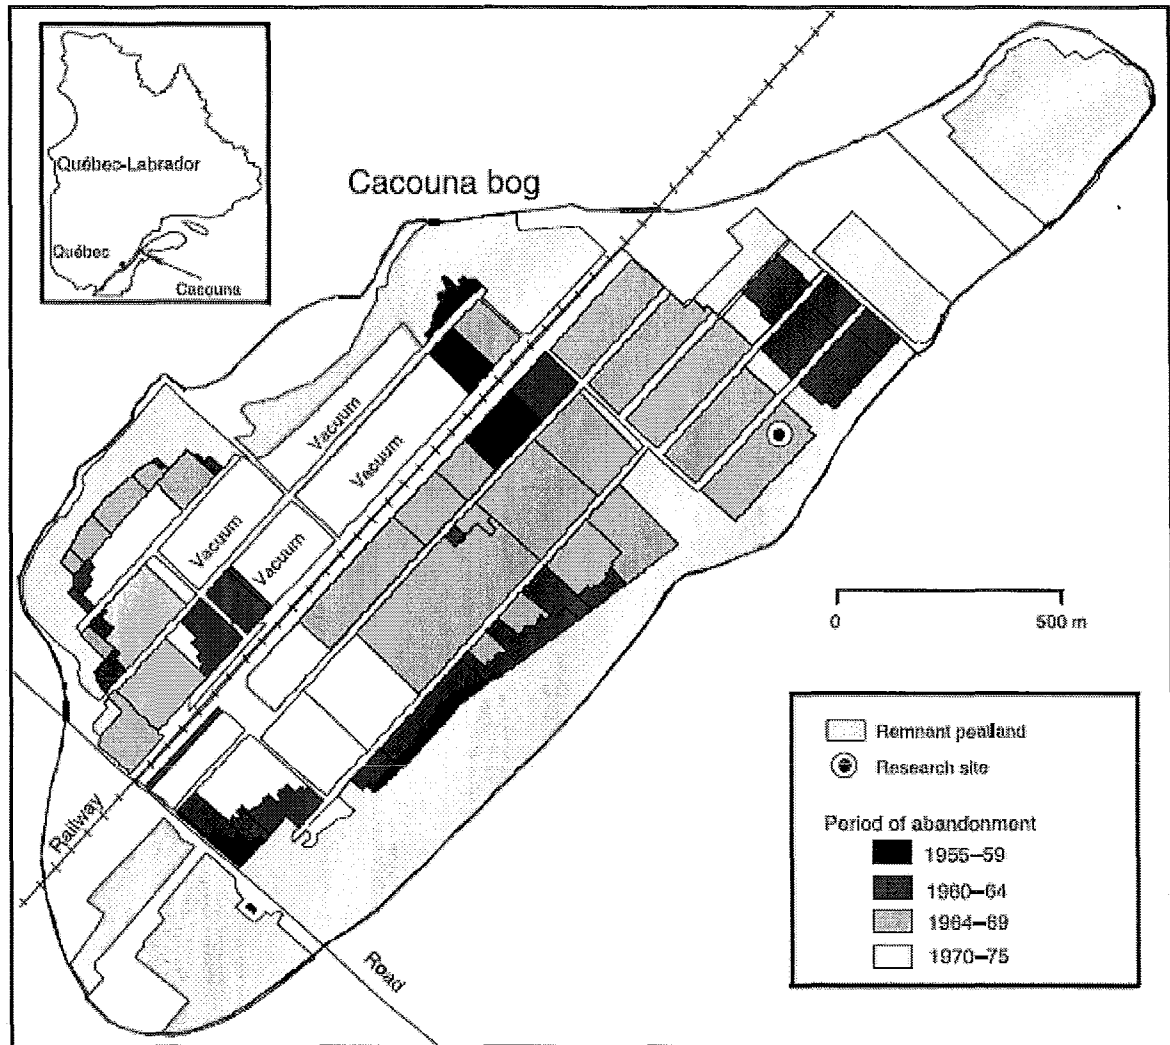 Québec-Labrador
Québec
Cacouna
Cacouna bog
Vacuum
Vacuum
Vacuum
Vacuum
Railway
Road
0 500 m
Remnant peatland
Research site
Period of abandonment
1955–59
1960–64
1964–69
1970–75